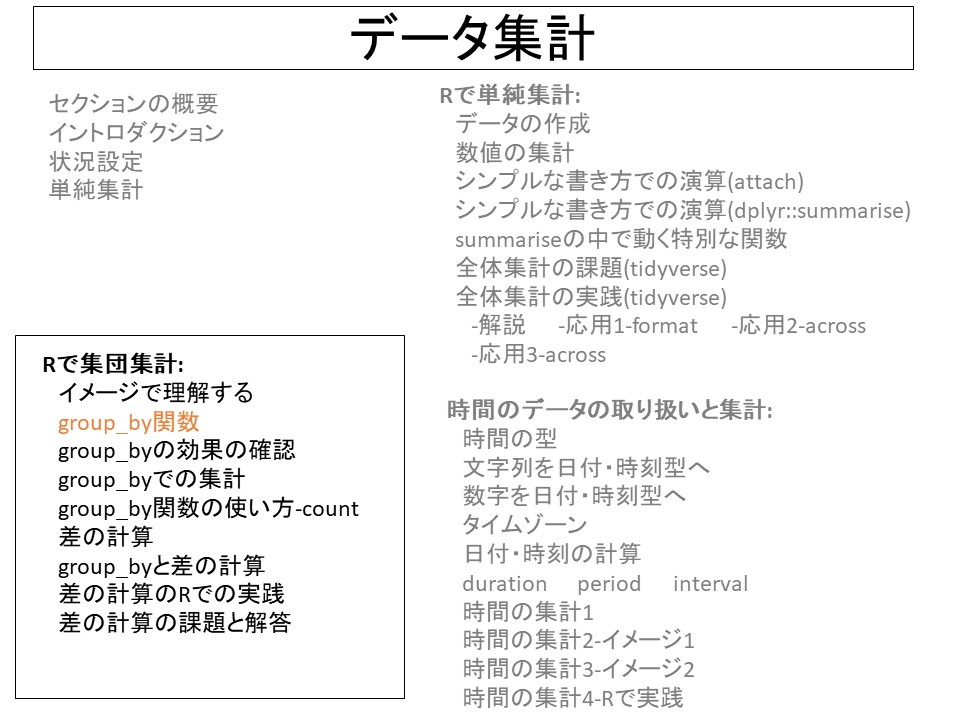 データ集計
セクションの概要
イントロダクション
状況設定
単純集計
Rで単純集計:
データの作成
数値の集計
シンプルな書き方での演算(attach)
シンプルな書き方での演算(dplyr::summarise)
summariseの中で動く特別な関数
全体集計の課題(tidyverse)
全体集計の実践(tidyverse)
-解説 -応用1-format -応用2-across
-応用3-across
Rで集団集計:
イメージで理解する
group_by関数
group_byの効果の確認
group_byでの集計
group_by関数の使い方-count
差の計算
group_byと差の計算
差の計算のRでの実践
差の計算の課題と解答
時間のデータの取り扱いと集計:
時間の型
文字列を日付・時刻型へ
数字を日付・時刻型へ
タイムゾーン
日付・時刻の計算
duration period interval
時間の集計1
時間の集計2-イメージ1
時間の集計3-イメージ2
時間の集計4-Rで実践